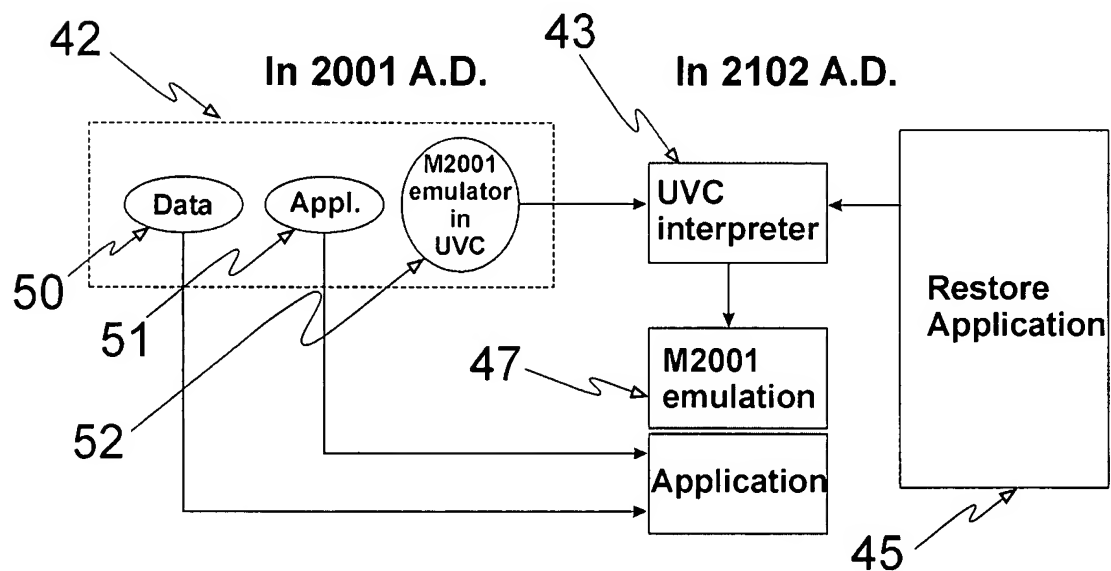 42
In 2001 A.D.
43
In 2102 A.D.
Data
Appl.
M2001
emulator
in
UVC
UVC
interpreter
Restore
Application
50
51
52
47
M2001
emulation
Application
45